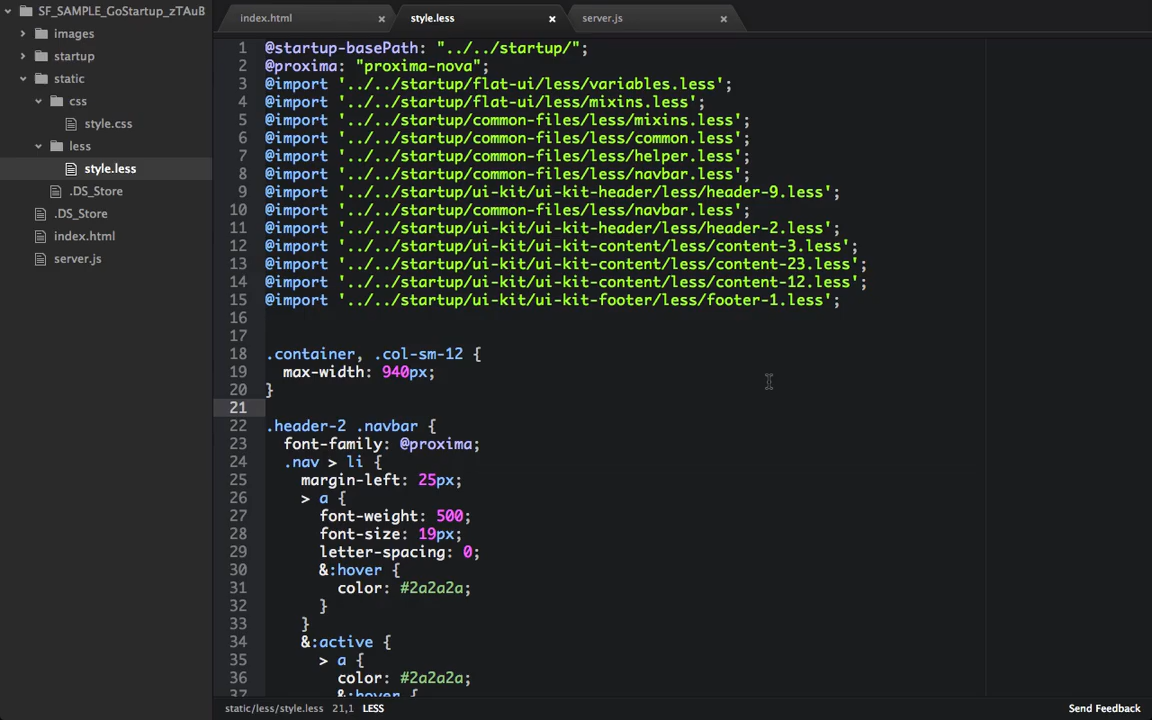 SF_SAMPLE_GoStartup_zTAuB
images
startup
static
css
style.css
less
style.less
.DS_Store
.DS_Store
index.html
server.js
index.html
style.less
server.js
1 @startup-basePath: "../../startup/";
2 @proxima: "proxima-nova";
3 @import '../../startup/flat-ui/less/variables.less';
4 @import '../../startup/flat-ui/less/mixins.less';
5 @import '../../startup/common-files/less/mixins.less';
6 @import '../../startup/common-files/less/common.less';
7 @import '../../startup/common-files/less/helper.less';
8 @import '../../startup/common-files/less/navbar.less';
9 @import '../../startup/ui-kit/ui-kit-header/less/header-9.less';
10 @import '../../startup/common-files/less/navbar.less';
11 @import '../../startup/ui-kit/ui-kit-header/less/header-2.less';
12 @import '../../startup/ui-kit/ui-kit-content/less/content-3.less';
13 @import '../../startup/ui-kit/ui-kit-content/less/content-23.less';
14 @import '../../startup/ui-kit/ui-kit-content/less/content-12.less';
15 @import '../../startup/ui-kit/ui-kit-footer/less/footer-1.less';
16
17
18 .container, .col-sm-12 {
19 max-width: 940px;
20 }
21
22 .header-2 .navbar {
23 font-family: @proxima;
24 .nav > li {
25 margin-left: 25px;
26 > a {
27 font-weight: 500;
28 font-size: 19px;
29 letter-spacing: 0;
30 &:hover {
31 color: #2a2a2a;
32 }
33 }
34 &:active {
35 > a {
36 color: #2a2a2a;
37 &:hover {
static/less/style.less 21,1 LESS
Send Feedback